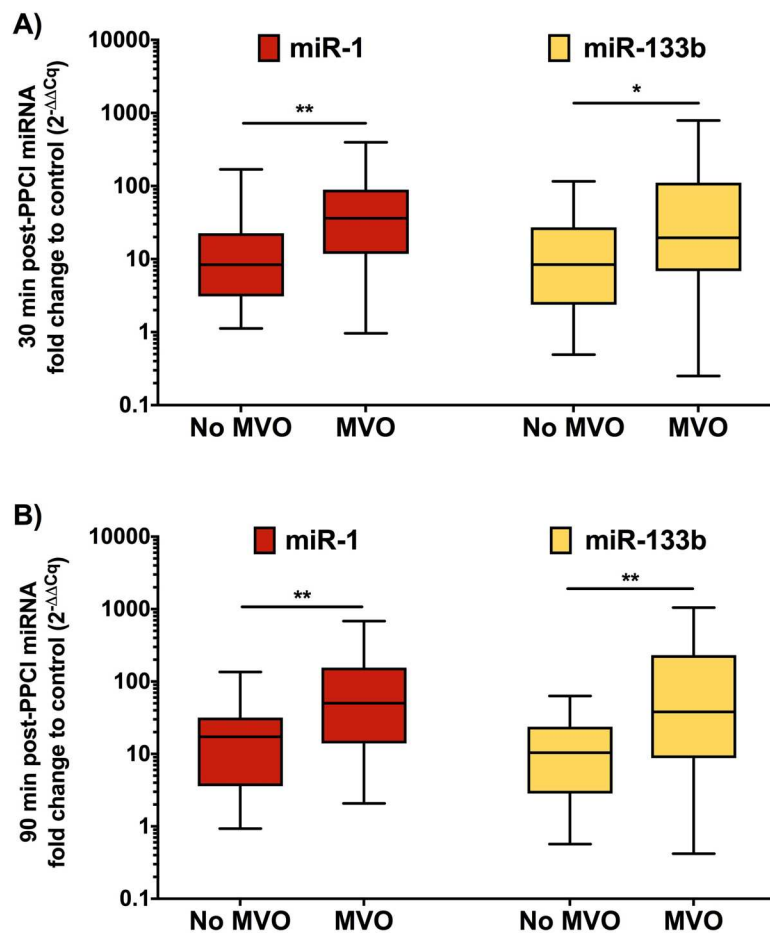 A)
miR-1 miR-133b
30 min post-PPCI miRNA
fold change to control (2-ΔΔCq)
10000
1000
100
10
1
0.1
** *
No MVO MVO No MVO MVO
B)
miR-1 miR-133b
90 min post-PPCI miRNA
fold change to control (2-ΔΔCq)
10000
1000
100
10
1
0.1
** **
No MVO MVO No MVO MVO